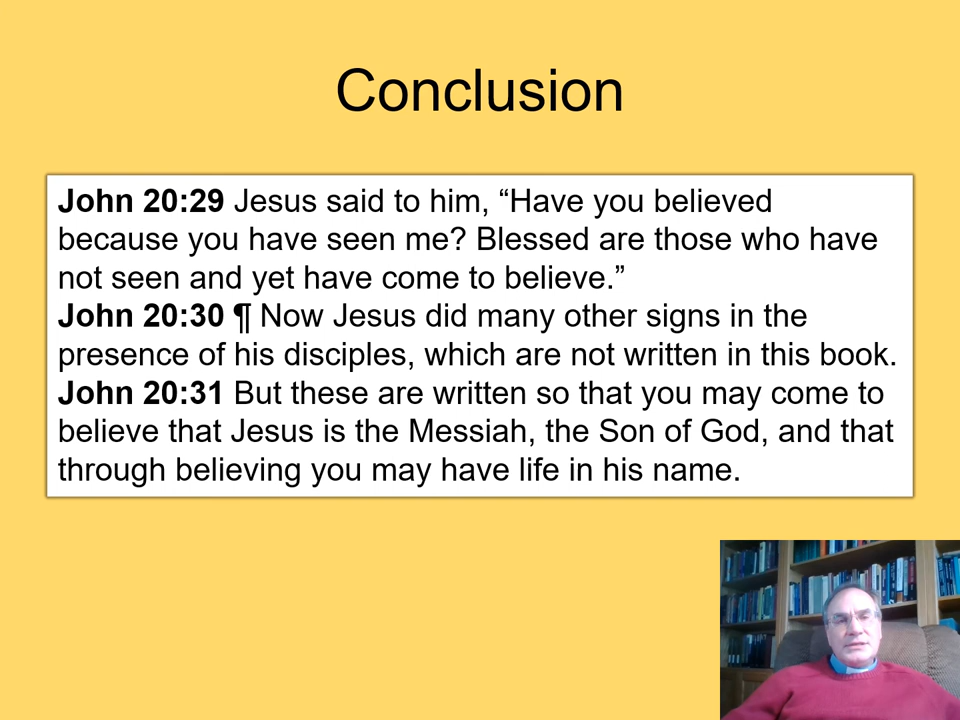 Conclusion
John 20:29 Jesus said to him, “Have you believed
because you have seen me? Blessed are those who have
not seen and yet have come to believe.”
John 20:30 ¶ Now Jesus did many other signs in the
presence of his disciples, which are not written in this book.
John 20:31 But these are written so that you may come to
believe that Jesus is the Messiah, the Son of God, and that
through believing you may have life in his name.